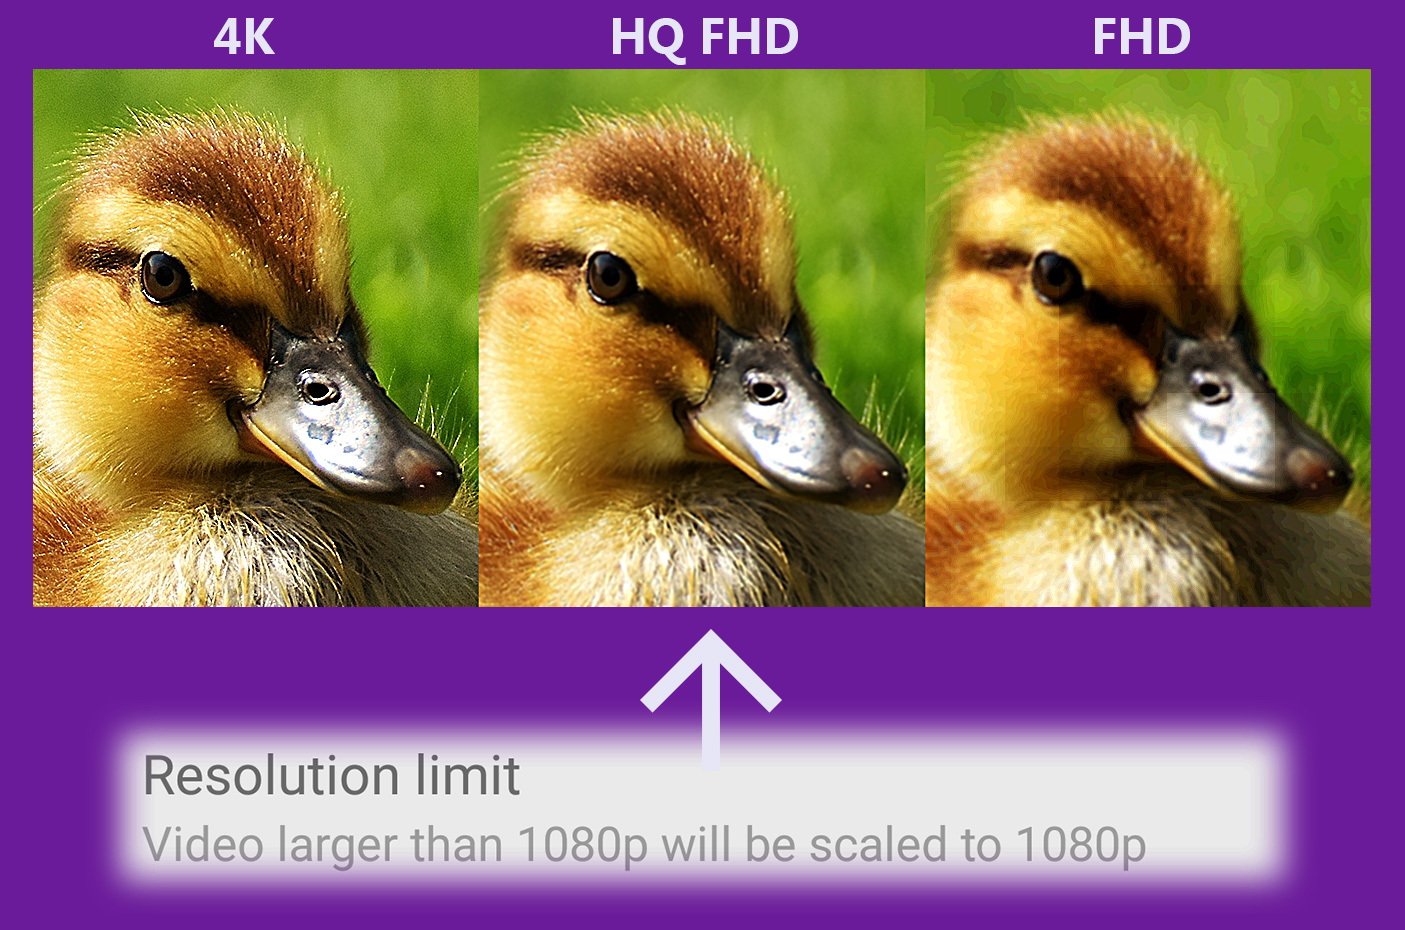 4K HQ FHD FHD
Resolution limit
Video larger than 1080p will be scaled to 1080p